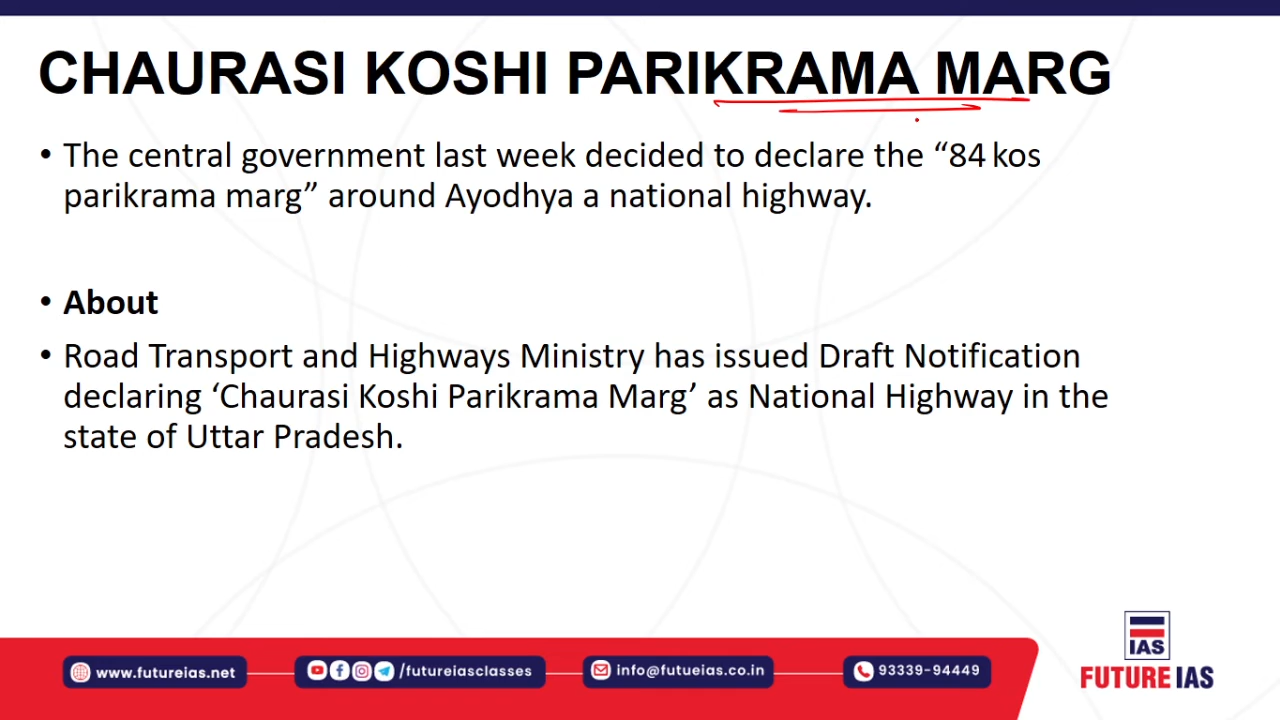 CHAURASI KOSHI PARIKRAMA MARG
• The central government last week decided to declare the “84 kos
parikrama marg” around Ayodhya a national highway.
• About
• Road Transport and Highways Ministry has issued Draft Notification
declaring ‘Chaurasi Koshi Parikrama Marg’ as National Highway in the
state of Uttar Pradesh.
www.futureias.net
/futureiasclasses
info@futueias.co.in
93339-94449
IAS
FUTURE IAS